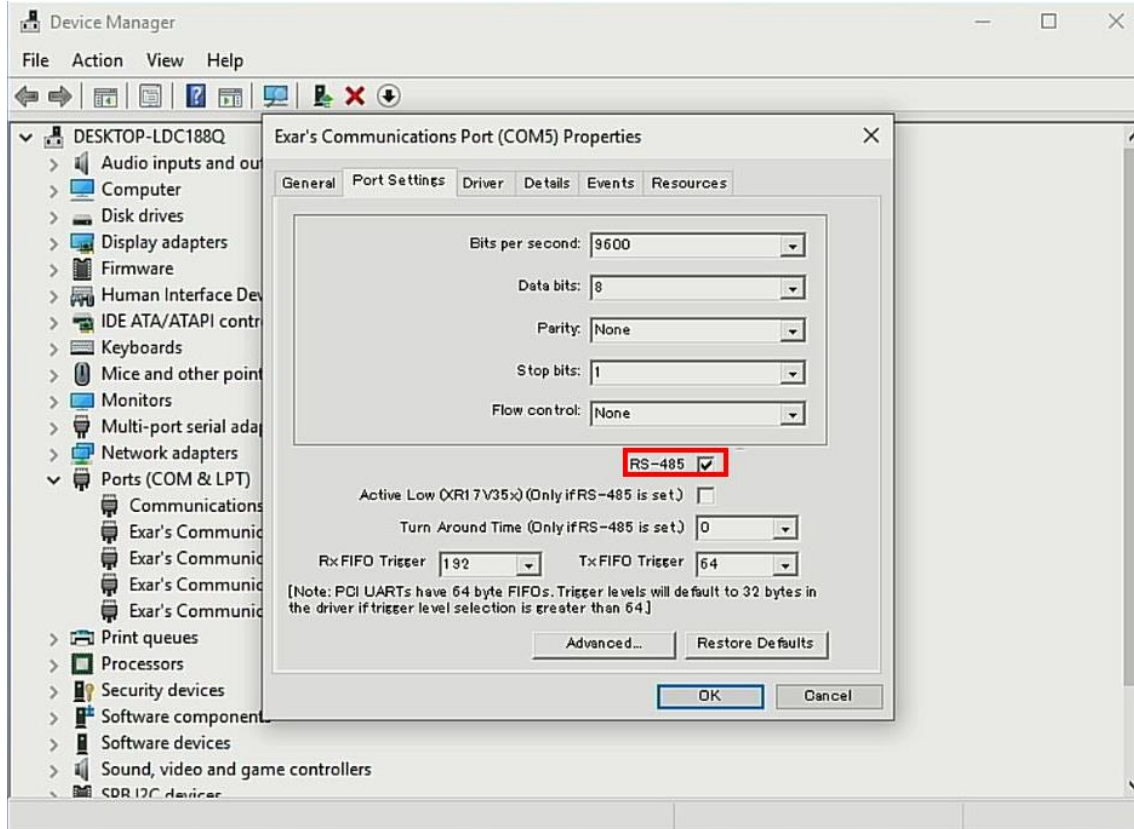 Device Manager
File Action View Help
DESKTOP-LDC188Q
Audio inputs and ou
Computer
Disk drives
Display adapters
Firmware
Human Interface Dev
IDE ATA/ATAPI contr
Keyboards
Mice and other point
Monitors
Multi-port serial adap
Network adapters
Ports (COM & LPT)
Communications
Exar's Communic
Exar's Communic
Exar's Communic
Exar's Communic
Print queues
Processors
Security devices
Software component
Software devices
Sound, video and game controllers
SPB I2C devices
Exar's Communications Port (COM5) Properties
General Port Settings Driver Details Events Resources
Bits per second: 9600
Data bits: 8
Parity: None
Stop bits: 1
Flow control: None
RS-485
Active Low (XR17V35x) (Only if RS-485 is set.)
Turn Around Time (Only if RS-485 is set.) 0
Rx FIFO Trigger 192 Tx FIFO Trigger 64
[Note: PCI UARTs have 64 byte FIFOs. Trigger levels will default to 32 bytes in
the driver if trigger level selection is greater than 64.]
Advanced... Restore Defaults
OK Cancel